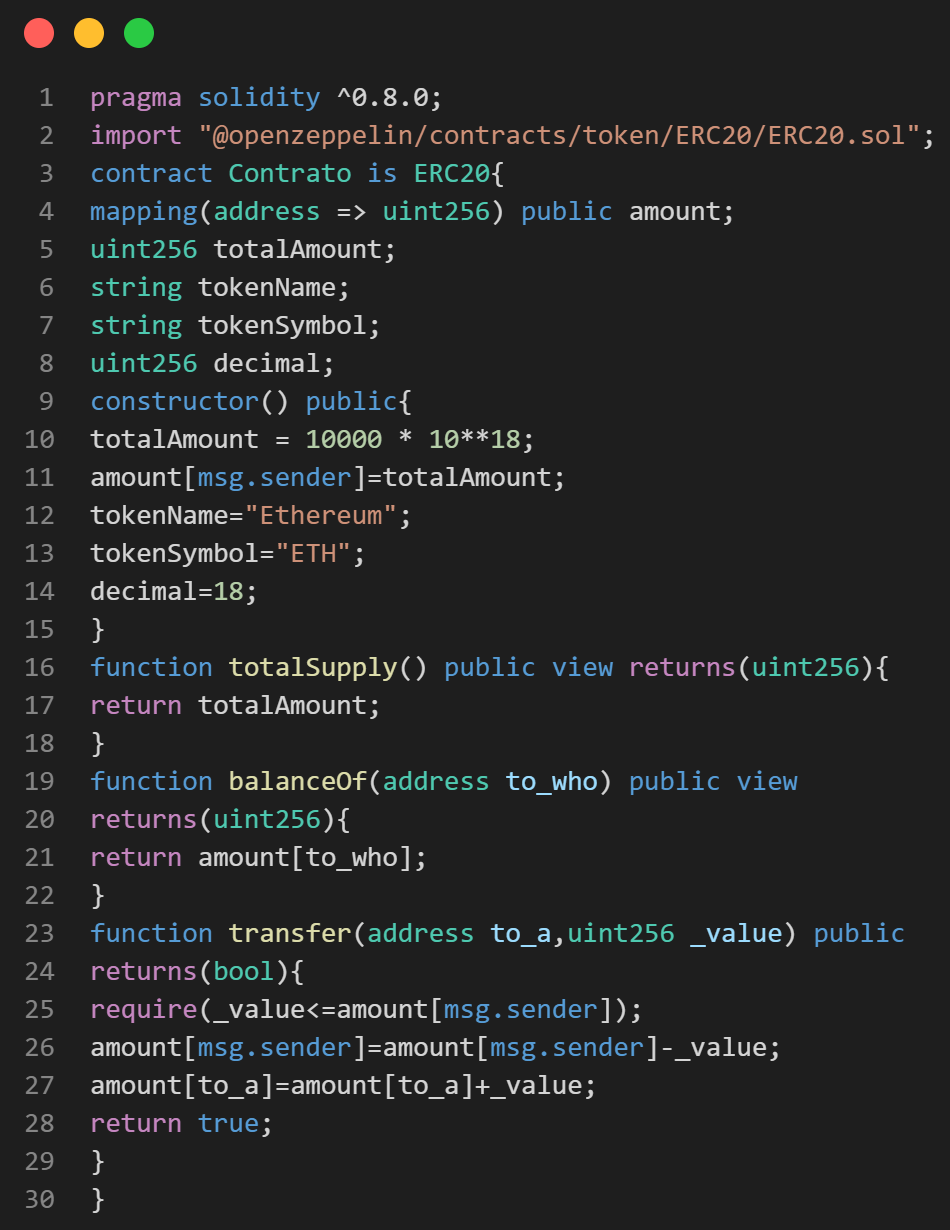 1 pragma solidity ^0.8.0;
2 import "@openzeppelin/contracts/token/ERC20/ERC20.sol";
3 contract Contrato is ERC20{
4 mapping(address => uint256) public amount;
5 uint256 totalAmount;
6 string tokenName;
7 string tokenSymbol;
8 uint256 decimal;
9 constructor() public{
10 totalAmount = 10000 * 10**18;
11 amount[msg.sender]=totalAmount;
12 tokenName="Ethereum";
13 tokenSymbol="ETH";
14 decimal=18;
15 }
16 function totalSupply() public view returns(uint256){
17 return totalAmount;
18 }
19 function balanceOf(address to_who) public view
20 returns(uint256){
21 return amount[to_who];
22 }
23 function transfer(address to_a,uint256 _value) public
24 returns(bool){
25 require(_value<=amount[msg.sender]);
26 amount[msg.sender]=amount[msg.sender]-_value;
27 amount[to_a]=amount[to_a]+_value;
28 return true;
29 }
30 }